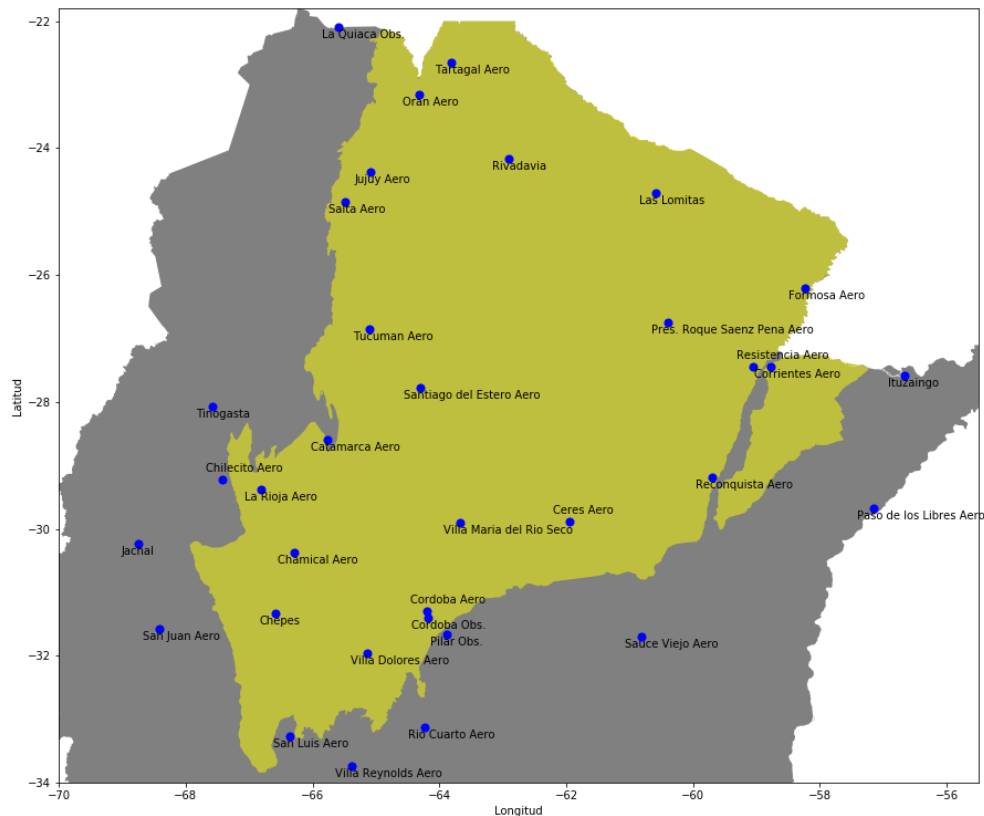 −22
−24
−26
−28
−30
−32
−34
Latitud
−70
−68
−66
−64
−62
−60
−58
−56
Longitud
La Quiaca Obs.
Tartagal Aero
Oran Aero
Rivadavia
Jujuy Aero
Las Lomitas
Salta Aero
Formosa Aero
Tucuman Aero
Pres. Roque Saenz Pena Aero
Resistencia Aero
Corrientes Aero
Ituzaingo
Santiago del Estero Aero
Tinogasta
Catamarca Aero
Chilecito Aero
La Rioja Aero
Reconquista Aero
Ceres Aero
Villa Maria del Rio Seco
Paso de los Libres Aero
Jachal
Chamical Aero
Cordoba Aero
Chepes
Cordoba Obs.
San Juan Aero
Pilar Obs.
Sauce Viejo Aero
Villa Dolores Aero
Rio Cuarto Aero
San Luis Aero
Villa Reynolds Aero